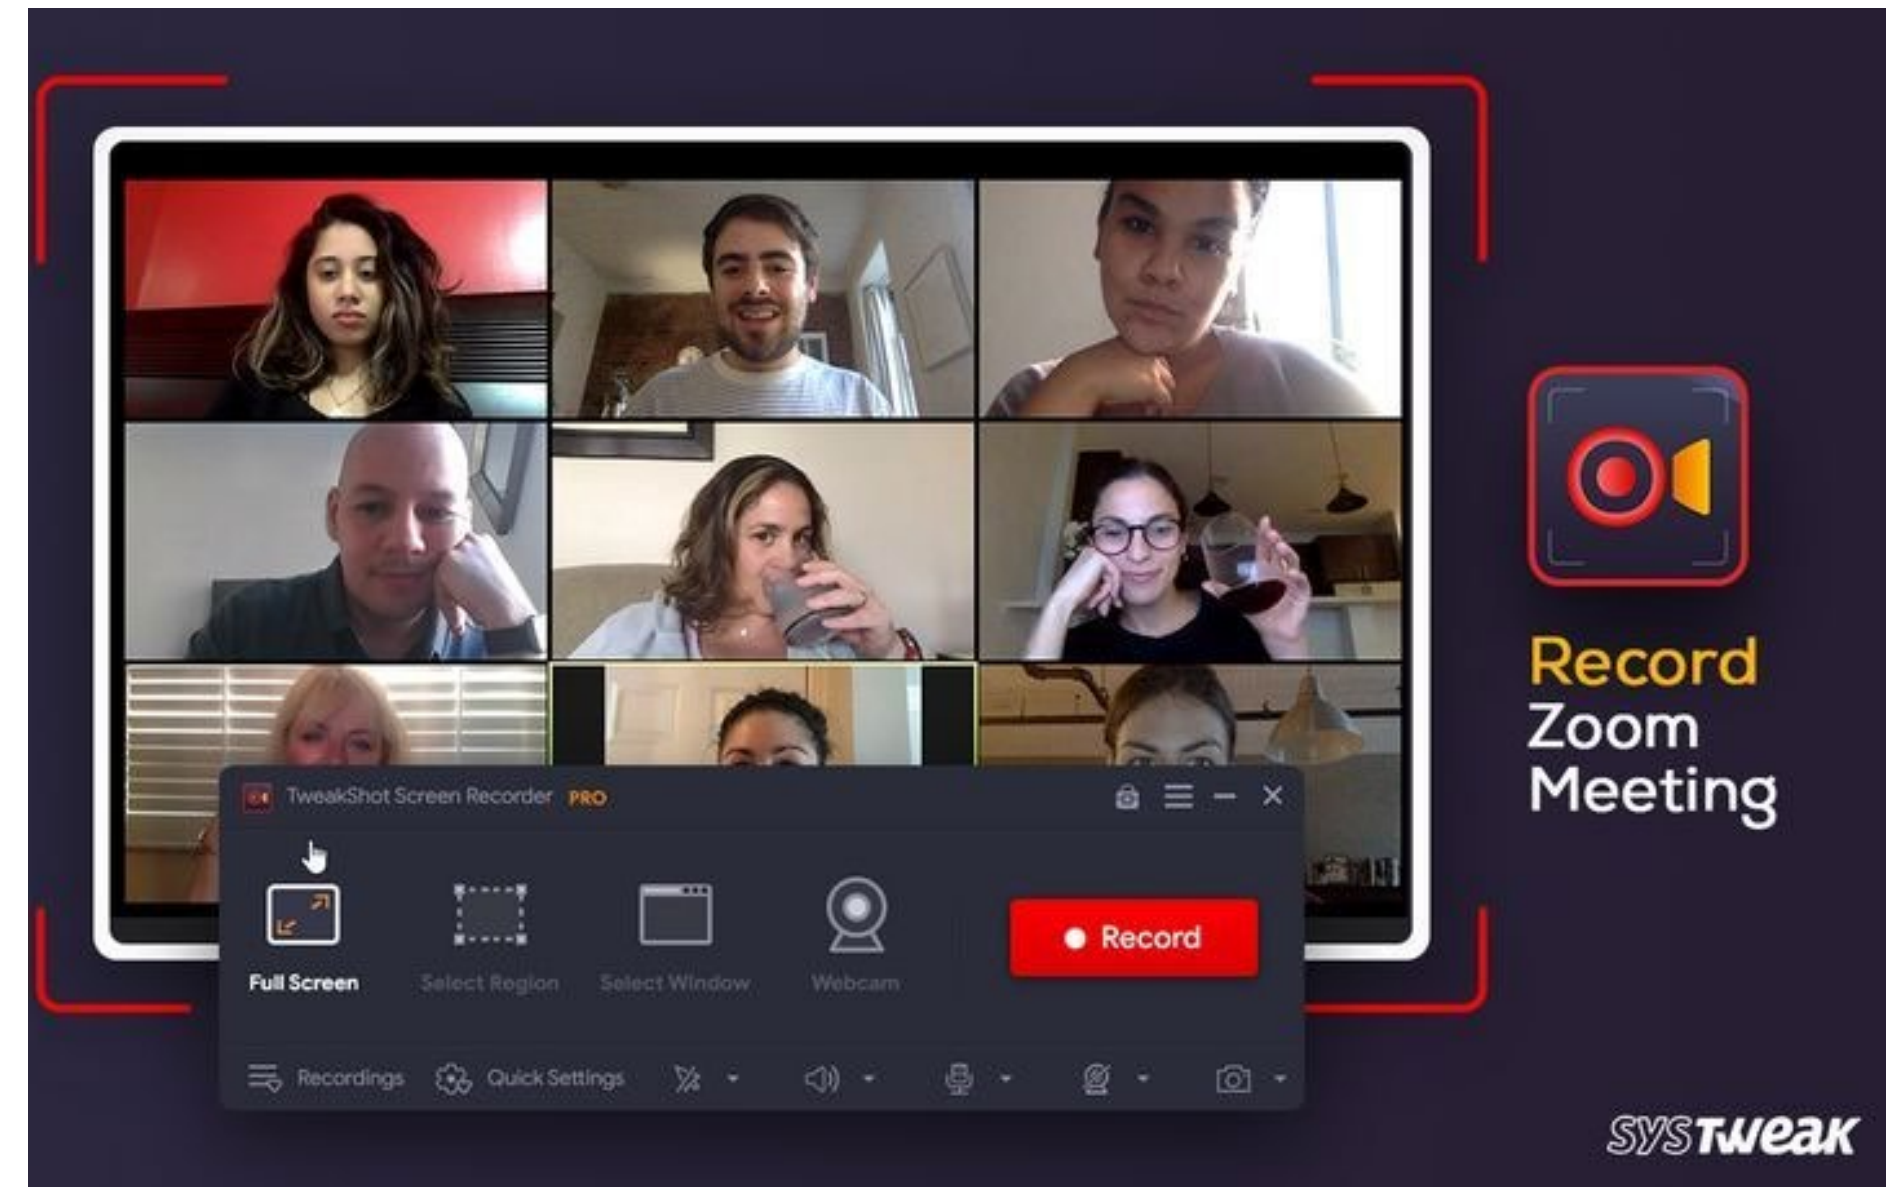 Record
Zoom
Meeting
TweakShot Screen Recorder PRO
Full Screen
Select Region
Select Window
Webcam
Record
Recordings
Quick Settings
SYSTweak